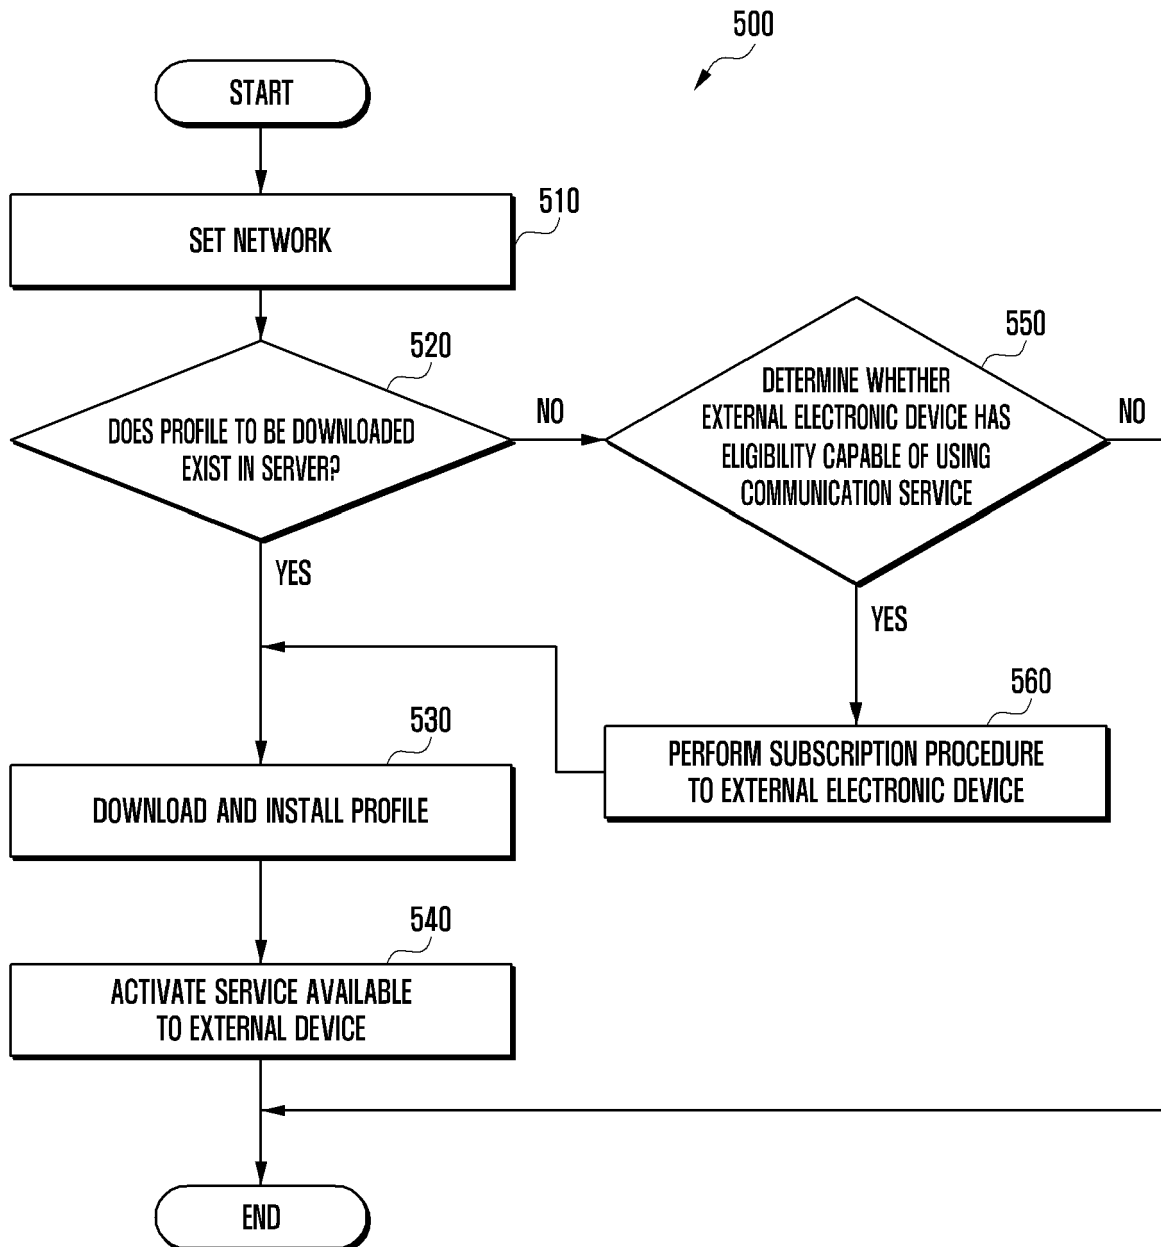 500
START
510
SET NETWORK
520
DOES PROFILE TO BE DOWNLOADED
EXIST IN SERVER?
NO
YES
550
DETERMINE WHETHER
EXTERNAL ELECTRONIC DEVICE HAS
ELIGIBILITY CAPABLE OF USING
COMMUNICATION SERVICE
NO
YES
560
PERFORM SUBSCRIPTION PROCEDURE
TO EXTERNAL ELECTRONIC DEVICE
530
DOWNLOAD AND INSTALL PROFILE
540
ACTIVATE SERVICE AVAILABLE
TO EXTERNAL DEVICE
END